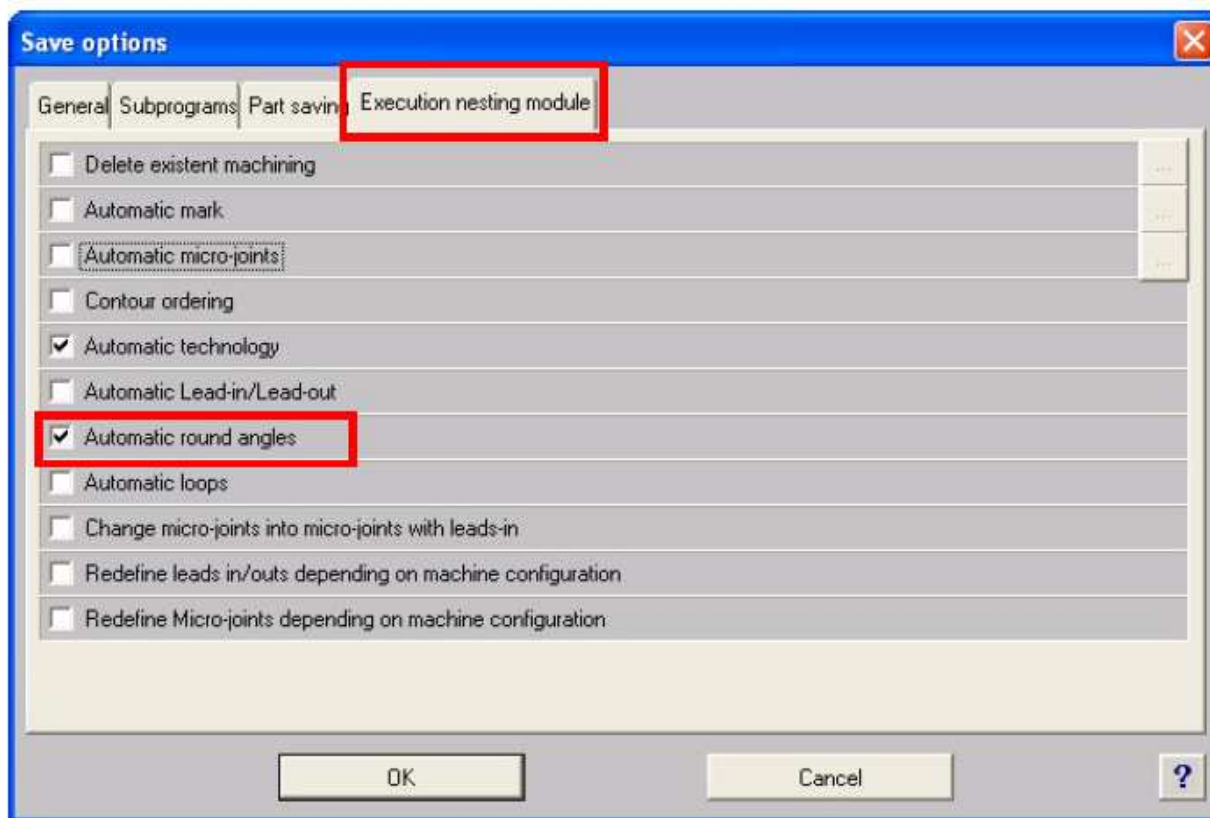 Save options
General Subprograms Part saving Execution nesting module
Delete existent machining ...
Automatic mark ...
Automatic micro-joints ...
Contour ordering
Automatic technology
Automatic Lead-in/Lead-out
Automatic round angles
Automatic loops
Change micro-joints into micro-joints with leads-in
Redefine leads in/outs depending on machine configuration
Redefine Micro-joints depending on machine configuration
OK Cancel ?